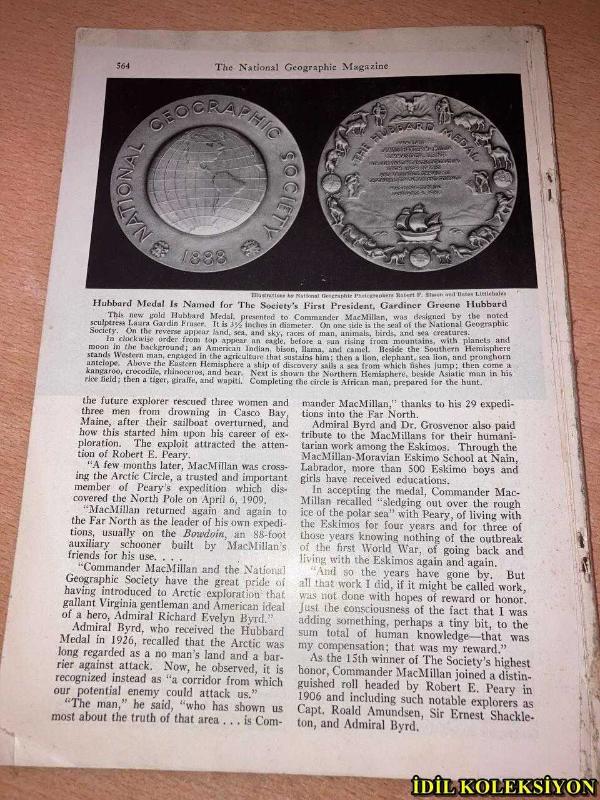 564
The National Geographic Magazine
NATIONAL GEOGRAPHIC SOCIETY
1888
THE HUBBARD MEDAL
Illustrations by National Geographic Photographers Robert F. Sisson and Bates Littlehales
Hubbard Medal Is Named for The Society's First President, Gardiner Greene Hubbard
This new gold Hubbard Medal, presented to Commander MacMillan, was designed by the noted
sculptress Laura Gardin Fraser. It is 3½ inches in diameter. On one side is the seal of the National Geographic
Society. On the reverse appear land, sea, and sky, races of man, animals, birds, and sea creatures.
In clockwise order from top appear an eagle, before a sun rising from mountains, with planets and
moon in the background; an American Indian, bison, llama, and camel. Beside the Southern Hemisphere
stands Western man, engaged in the agriculture that sustains him; then a lion, elephant, sea lion, and pronghorn
antelope. Above the Eastern Hemisphere a ship of discovery sails a sea from which fishes jump; then come a
kangaroo, crocodile, rhinoceros, and bear. Next is shown the Northern Hemisphere, beside Asiatic man in his
rice field; then a tiger, giraffe, and wapiti. Completing the circle is African man, prepared for the hunt.
the future explorer rescued three women and
three men from drowning in Casco Bay,
Maine, after their sailboat overturned, and
how this started him upon his career of ex-
ploration. The exploit attracted the atten-
tion of Robert E. Peary.
"A few months later, MacMillan was cross-
ing the Arctic Circle, a trusted and important
member of Peary's expedition which dis-
covered the North Pole on April 6, 1909.
"MacMillan returned again and again to
the Far North as the leader of his own expedi-
tions, usually on the Bowdoin, an 88-foot
auxiliary schooner built by MacMillan's
friends for his use. . . .
"Commander MacMillan and the National
Geographic Society have the great pride of
having introduced to Arctic exploration that
gallant Virginia gentleman and American ideal
of a hero, Admiral Richard Evelyn Byrd."
Admiral Byrd, who received the Hubbard
Medal in 1926, recalled that the Arctic was
long regarded as a no man's land and a bar-
rier against attack. Now, he observed, it is
recognized instead as "a corridor from which
our potential enemy could attack us."
"The man," he said, "who has shown us
most about the truth of that area . . . is Com-
mander MacMillan," thanks to his 29 expedi-
tions into the Far North.
Admiral Byrd and Dr. Grosvenor also paid
tribute to the MacMillans for their humani-
tarian work among the Eskimos. Through the
MacMillan-Moravian Eskimo School at Nain,
Labrador, more than 500 Eskimo boys and
girls have received educations.
In accepting the medal, Commander Mac-
Millan recalled "sledging out over the rough
ice of the polar sea" with Peary, of living with
the Eskimos for four years and for three of
those years knowing nothing of the outbreak
of the first World War, of going back and
living with the Eskimos again and again.
"And so the years have gone by. But
all that work I did, if it might be called work,
was not done with hopes of reward or honor.
Just the consciousness of the fact that I was
adding something, perhaps a tiny bit, to the
sum total of human knowledge—that was
my compensation; that was my reward."
As the 15th winner of The Society's highest
honor, Commander MacMillan joined a distin-
guished roll headed by Robert E. Peary in
1906 and including such notable explorers as
Capt. Roald Amundsen, Sir Ernest Shackle-
ton, and Admiral Byrd.
İDİL KOLEKSİYON